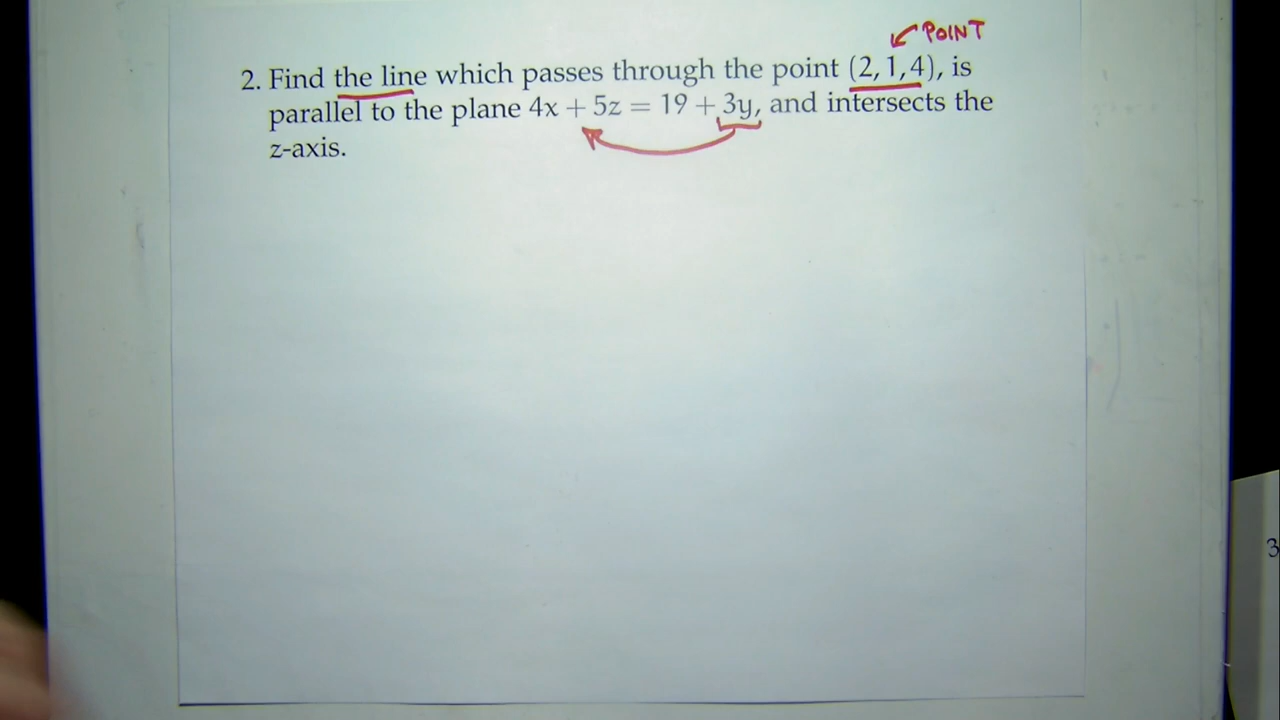 POINT
2. Find the line which passes through the point (2, 1, 4), is
parallel to the plane 4x + 5z = 19 + 3y, and intersects the
z-axis.
3